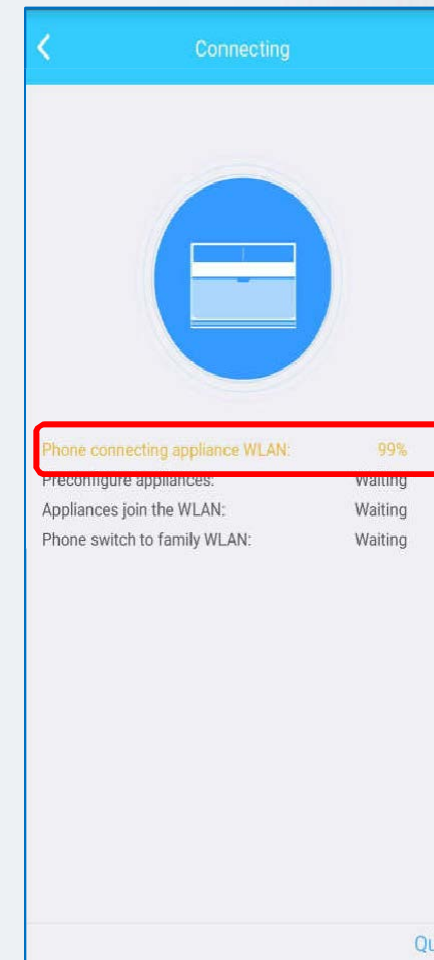 Connecting
Phone connecting appliance WLAN: 99%
Preconfigure appliances: Waiting
Appliances join the WLAN: Waiting
Phone switch to family WLAN: Waiting